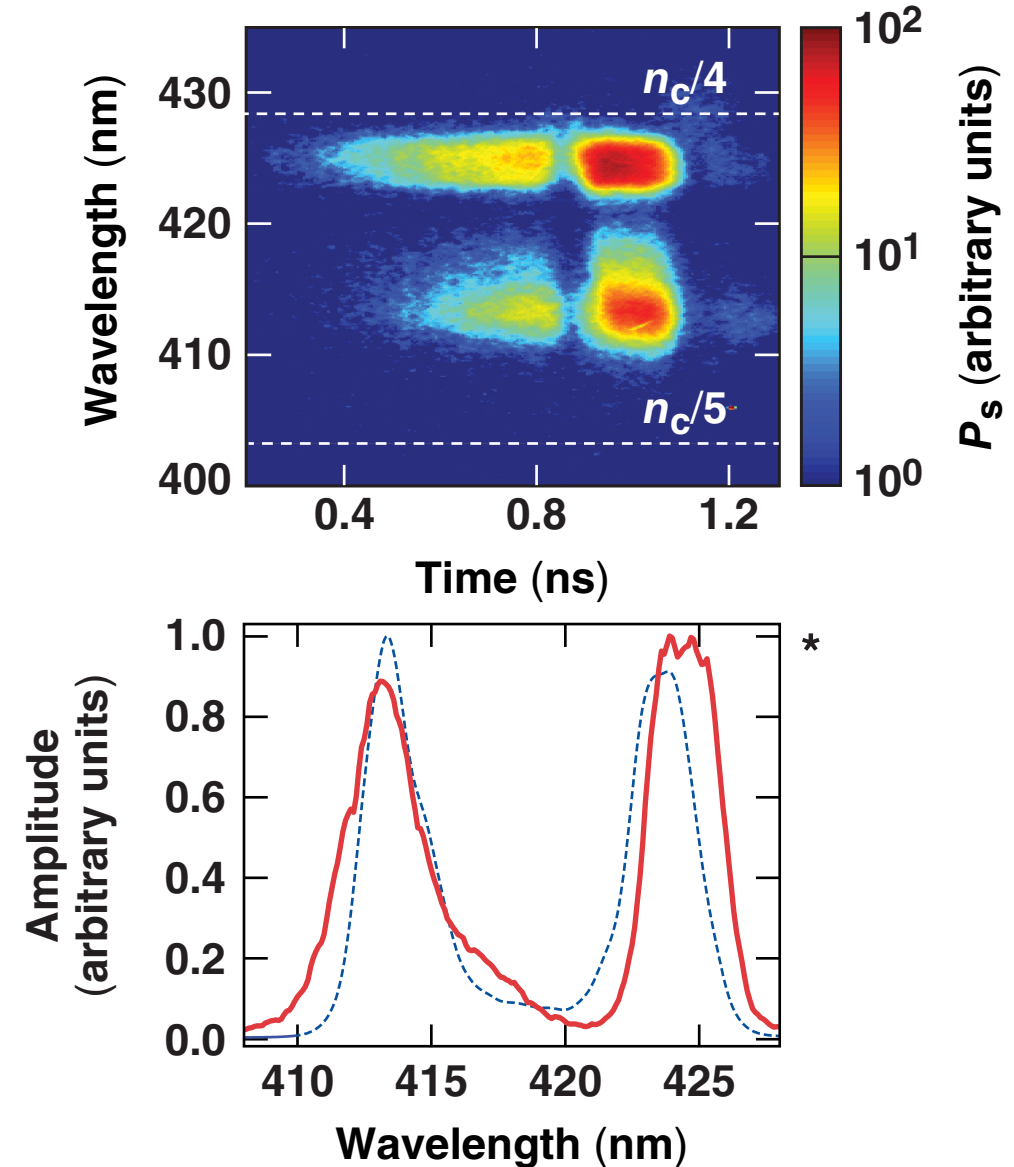 Wavelength (nm)
430
420
410
400
n_c/4
n_c/5
0.4 0.8 1.2
Time (ns)
10^2
10^1
10^0
P_s (arbitrary units)
Amplitude
(arbitrary units)
1.0
0.8
0.6
0.4
0.2
0.0
*
410 415 420 425
Wavelength (nm)